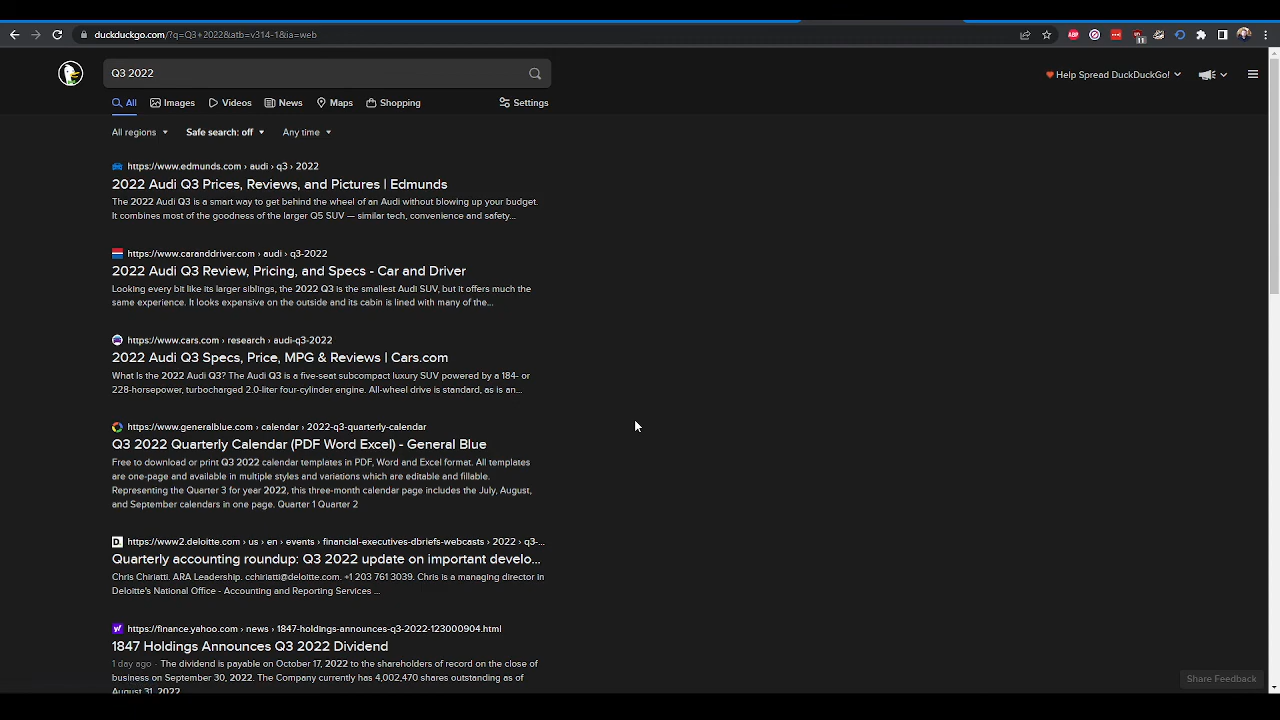 duckduckgo.com/?q=Q3+2022&atb=v314-1&ia=web
11
Q3 2022
Help Spread DuckDuckGo!
All Images Videos News Maps Shopping Settings
All regions Safe search: off Any time
https://www.edmunds.com › audi › q3 › 2022
2022 Audi Q3 Prices, Reviews, and Pictures | Edmunds
The 2022 Audi Q3 is a smart way to get behind the wheel of an Audi without blowing up your budget.
It combines most of the goodness of the larger Q5 SUV — similar tech, convenience and safety...
https://www.caranddriver.com › audi › q3-2022
2022 Audi Q3 Review, Pricing, and Specs - Car and Driver
Looking every bit like its larger siblings, the 2022 Q3 is the smallest Audi SUV, but it offers much the
same experience. It looks expensive on the outside and its cabin is lined with many of the...
https://www.cars.com › research › audi-q3-2022
2022 Audi Q3 Specs, Price, MPG & Reviews | Cars.com
What Is the 2022 Audi Q3? The Audi Q3 is a five-seat subcompact luxury SUV powered by a 184- or
228-horsepower, turbocharged 2.0-liter four-cylinder engine. All-wheel drive is standard, as is an...
https://www.generalblue.com › calendar › 2022-q3-quarterly-calendar
Q3 2022 Quarterly Calendar (PDF Word Excel) - General Blue
Free to download or print Q3 2022 calendar templates in PDF, Word and Excel format. All templates
are one-page and available in multiple styles and variations which are editable and fillable.
Representing the Quarter 3 for year 2022, this three-month calendar page includes the July, August,
and September calendars in one page. Quarter 1 Quarter 2
D.
https://www2.deloitte.com › us › en › events › financial-executives-dbriefs-webcasts › 2022 › q3-...
Quarterly accounting roundup: Q3 2022 update on important develo...
Chris Chiriatti. ARA Leadership. cchiriatti@deloitte.com. +1 203 761 3039. Chris is a managing director in
Deloitte's National Office - Accounting and Reporting Services ...
https://finance.yahoo.com › news › 1847-holdings-announces-q3-2022-123000904.html
1847 Holdings Announces Q3 2022 Dividend
1 day ago - The dividend is payable on October 17, 2022 to the shareholders of record on the close of
business on September 30, 2022. The Company currently has 4,002,470 shares outstanding as of
August 31, 2022
Share Feedback